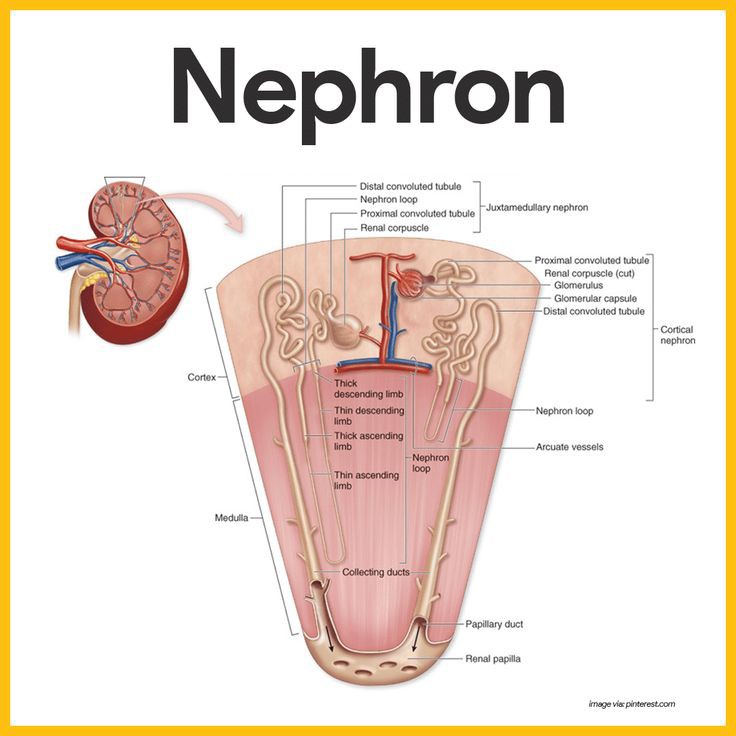 Nephron
Distal convoluted tubule
Nephron loop
Proximal convoluted tubule
Renal corpuscle
Juxtamedullary nephron
Proximal convoluted tubule
Renal corpuscle (cut)
Glomerulus
Glomerular capsule
Distal convoluted tubule
Cortical
nephron
Cortex
Thick
descending limb
Thin descending
limb
Thick ascending
limb
Thin ascending
limb
Nephron
loop
Nephron loop
Arcuate vessels
Medulla
Collecting ducts
Papillary duct
Renal papilla
image via: pinterest.com